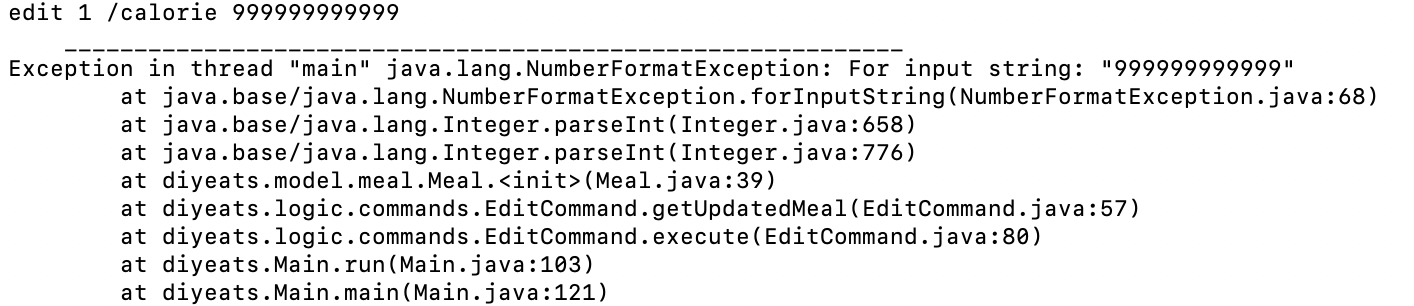 edit 1 /calorie 999999999999
____________________________________________________________
Exception in thread "main" java.lang.NumberFormatException: For input string: "999999999999"
at java.base/java.lang.NumberFormatException.forInputString(NumberFormatException.java:68)
at java.base/java.lang.Integer.parseInt(Integer.java:658)
at java.base/java.lang.Integer.parseInt(Integer.java:776)
at diyeats.model.meal.Meal.<init>(Meal.java:39)
at diyeats.logic.commands.EditCommand.getUpdatedMeal(EditCommand.java:57)
at diyeats.logic.commands.EditCommand.execute(EditCommand.java:80)
at diyeats.Main.run(Main.java:103)
at diyeats.Main.main(Main.java:121)